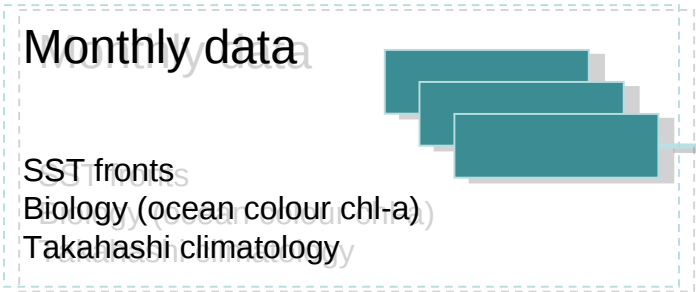 Monthly data
SST fronts
Biology (ocean colour chl-a)
Takahashi climatology